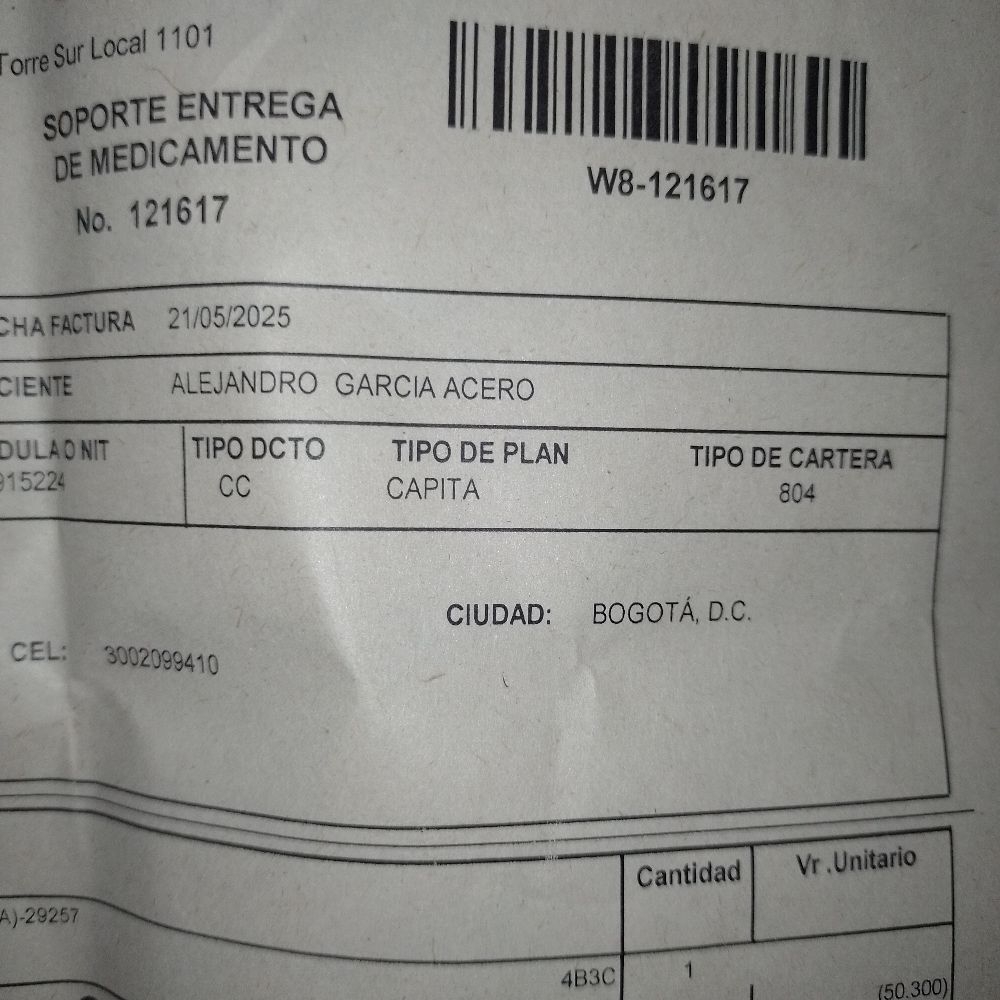 Torre Sur Local 1101
SOPORTE ENTREGA
DE MEDICAMENTO
No. 121617
W8-121617
CHA FACTURA 21/05/2025
CIENTE ALEJANDRO GARCIA ACERO
DULA O NIT TIPO DCTO TIPO DE PLAN TIPO DE CARTERA
915224 CC CAPITA 804
CIUDAD: BOGOTÁ, D.C.
CEL: 3002099410
Cantidad Vr .Unitario
A)-29257
4B3C 1 (50.300)